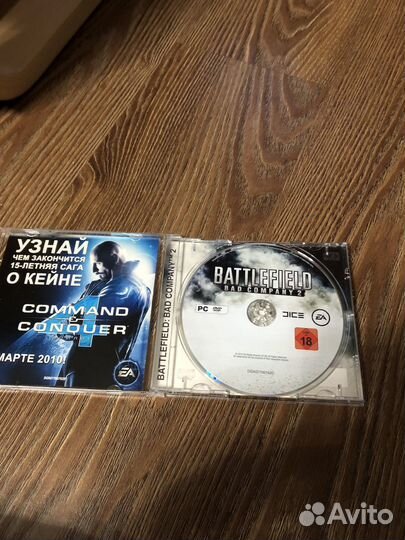 УЗНАЙ
ЧЕМ ЗАКОНЧИТСЯ
15-ЛЕТНЯЯ САГА
О КЕЙНЕ
COMMAND
&
CONQUER
4
МАРТЕ 2010!
EA
BATTLEFIELD: BAD COMPANY 2
BATTLEFIELD
BAD COMPANY 2
PC DVD
DICE
EA
18
Avito